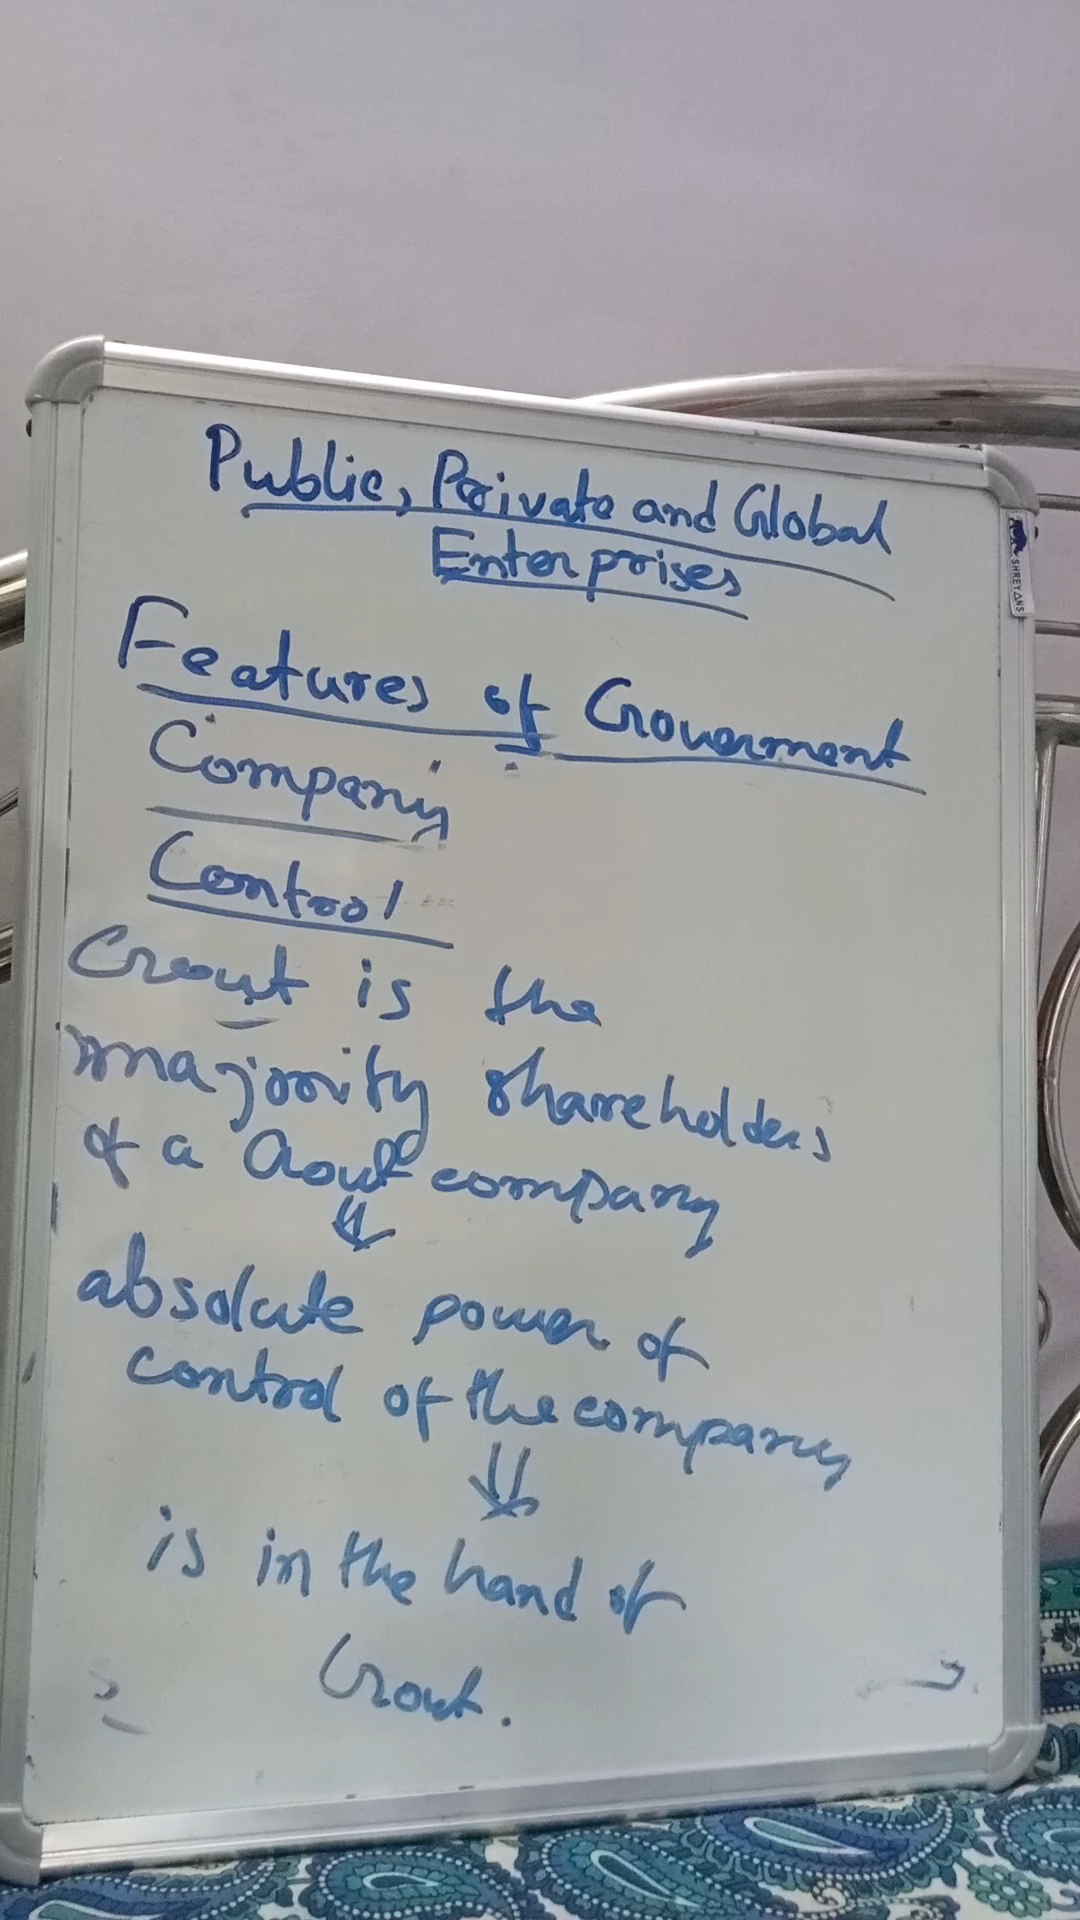 Public, Private and Global
Enterprises
Features of Government
Company
Control
Govt is the
majority shareholders
of a Govt company
⇓
absolute power of
control of the company
⇓
is in the hand of
Govt.
SHREYANS